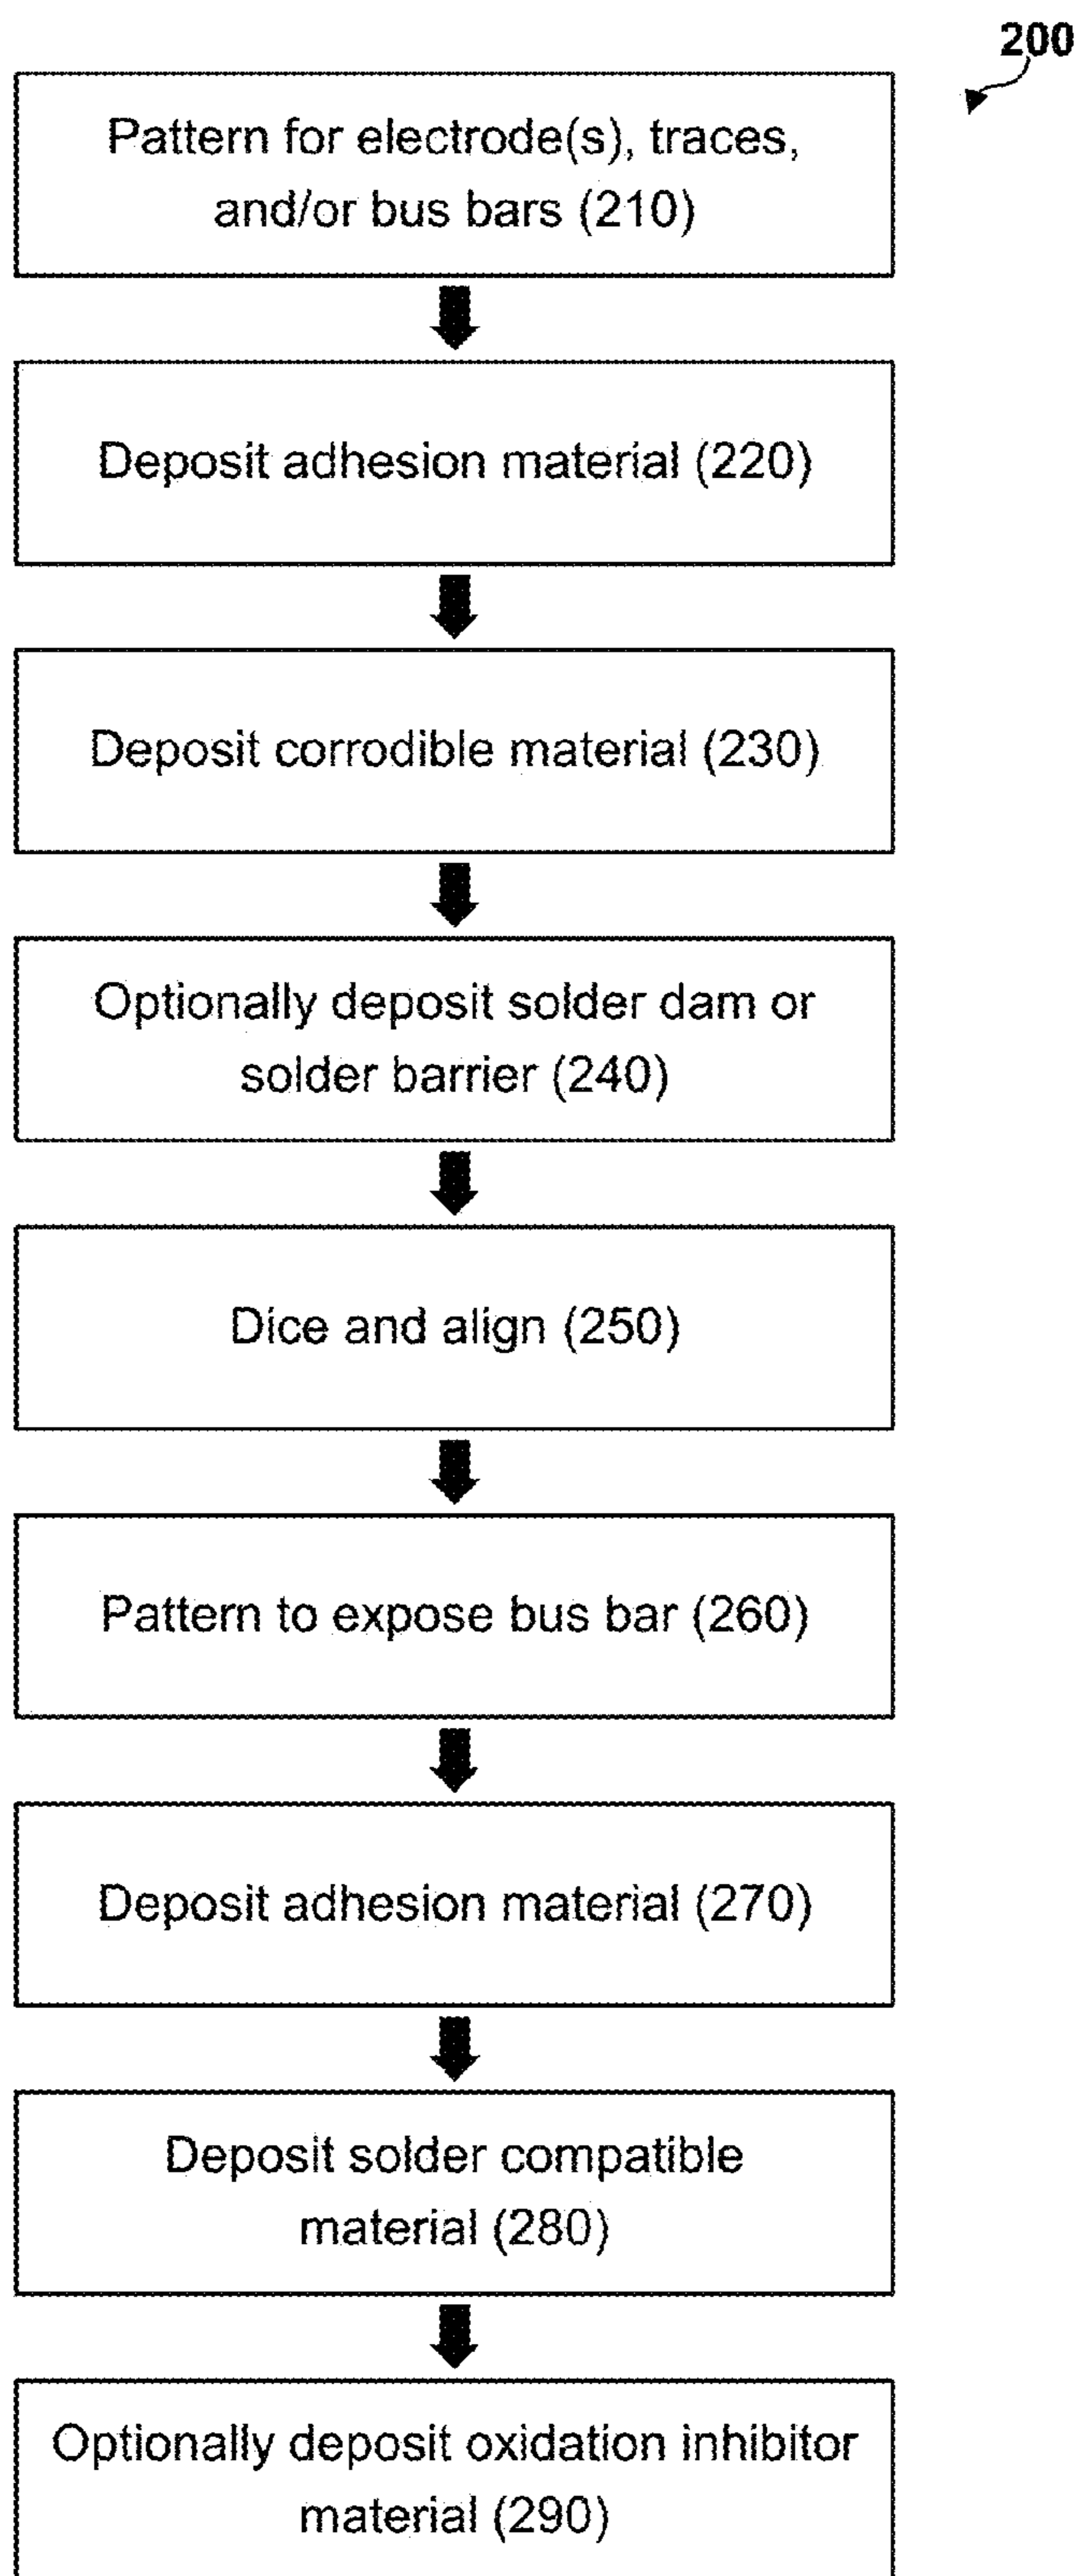 200
Pattern for electrode(s), traces,
and/or bus bars (210)
Deposit adhesion material (220)
Deposit corrodible material (230)
Optionally deposit solder dam or
solder barrier (240)
Dice and align (250)
Pattern to expose bus bar (260)
Deposit adhesion material (270)
Deposit solder compatible
material (280)
Optionally deposit oxidation inhibitor
material (290)